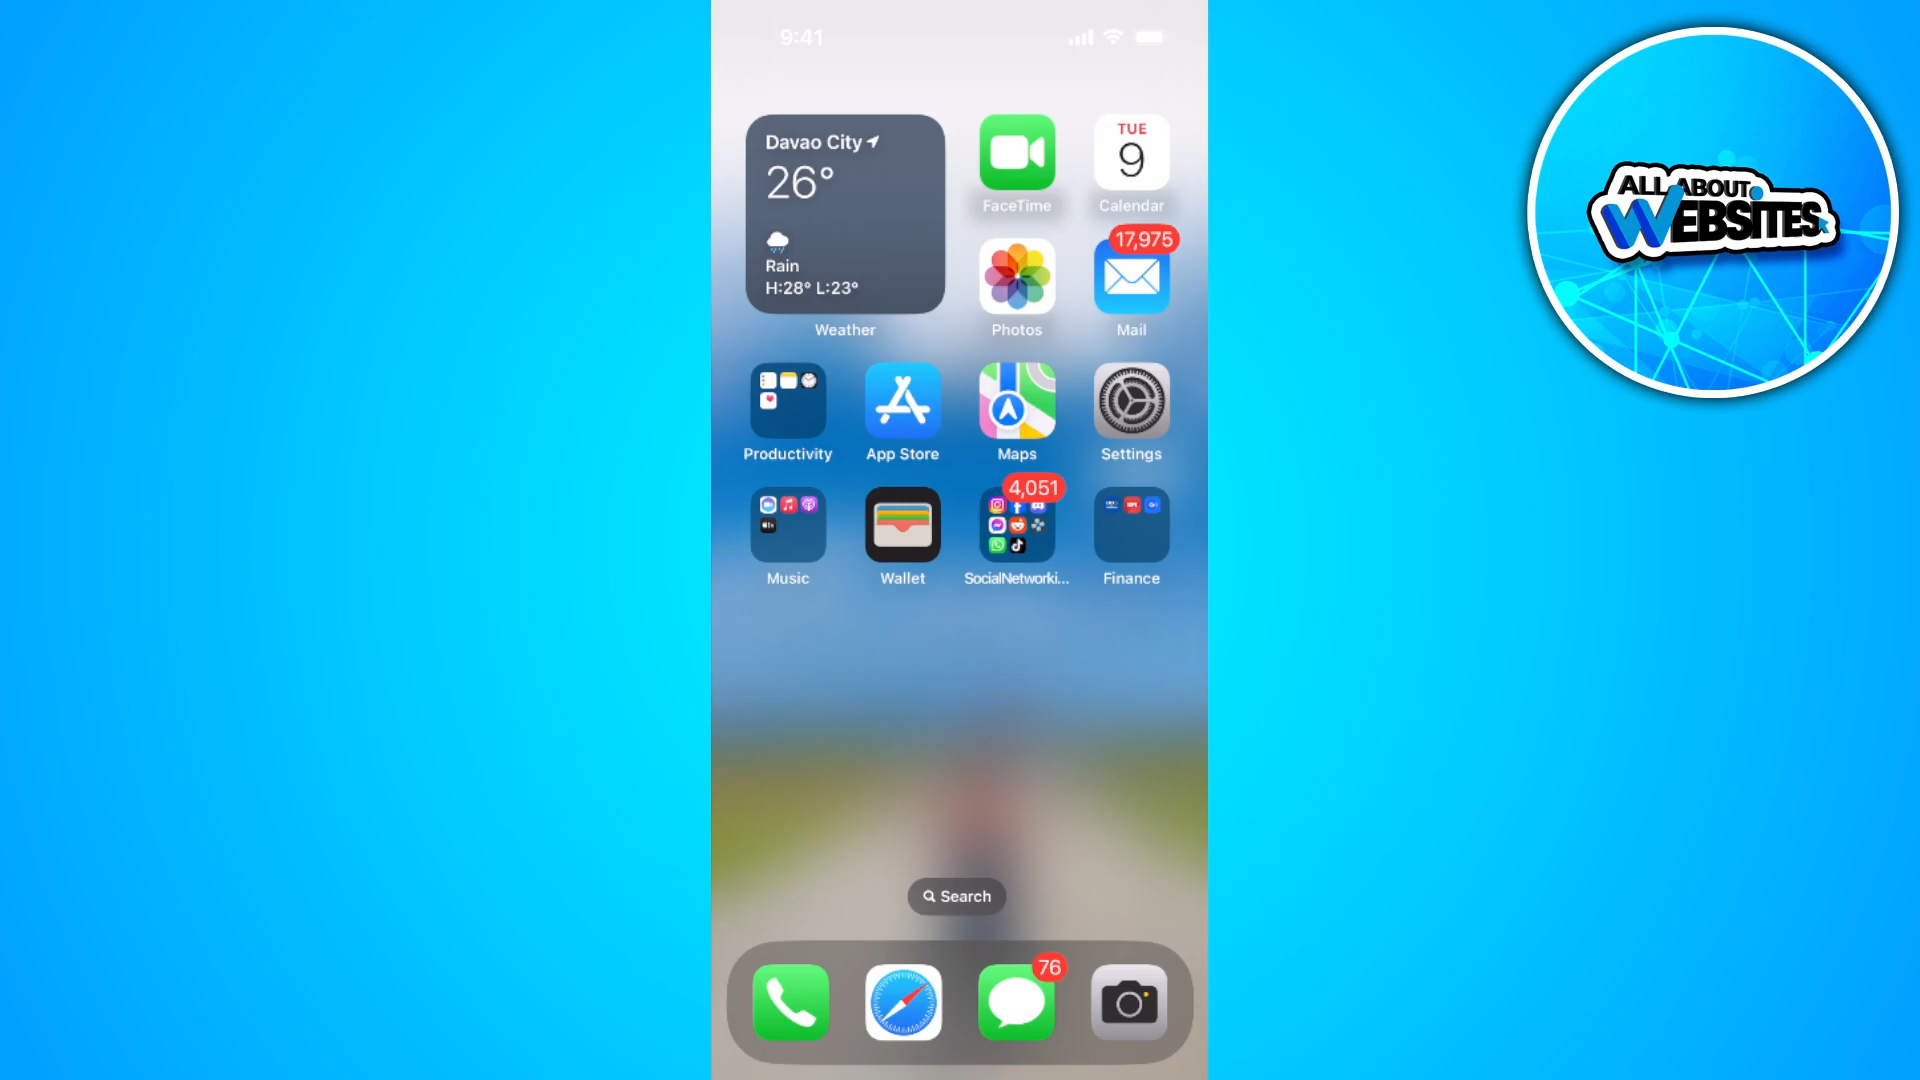 9:41
Davao City
26°
Rain
H:28° L:23°
Weather
FaceTime
TUE
9
Calendar
Photos
17,975
Mail
Productivity
App Store
Maps
Settings
Music
Wallet
4,051
SocialNetworki...
Finance
Search
76
ALL ABOUT
WEBSITES